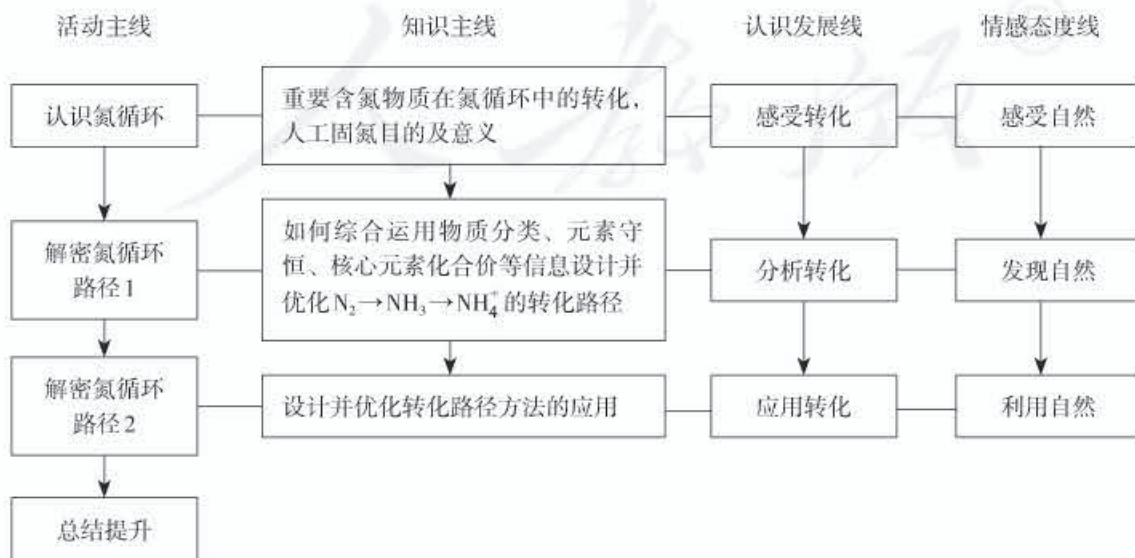 活动主线 知识主线 认识发展线 情感态度线
认识氮循环
重要含氮物质在氮循环中的转化，
人工固氮目的及意义
感受转化
感受自然
解密氮循环
路径1
如何综合运用物质分类、元素守
恒、核心元素化合价等信息设计并
优化N₂→NH₃→NH₄⁺的转化路径
分析转化
发现自然
解密氮循环
路径2
设计并优化转化路径方法的应用
应用转化
利用自然
总结提升